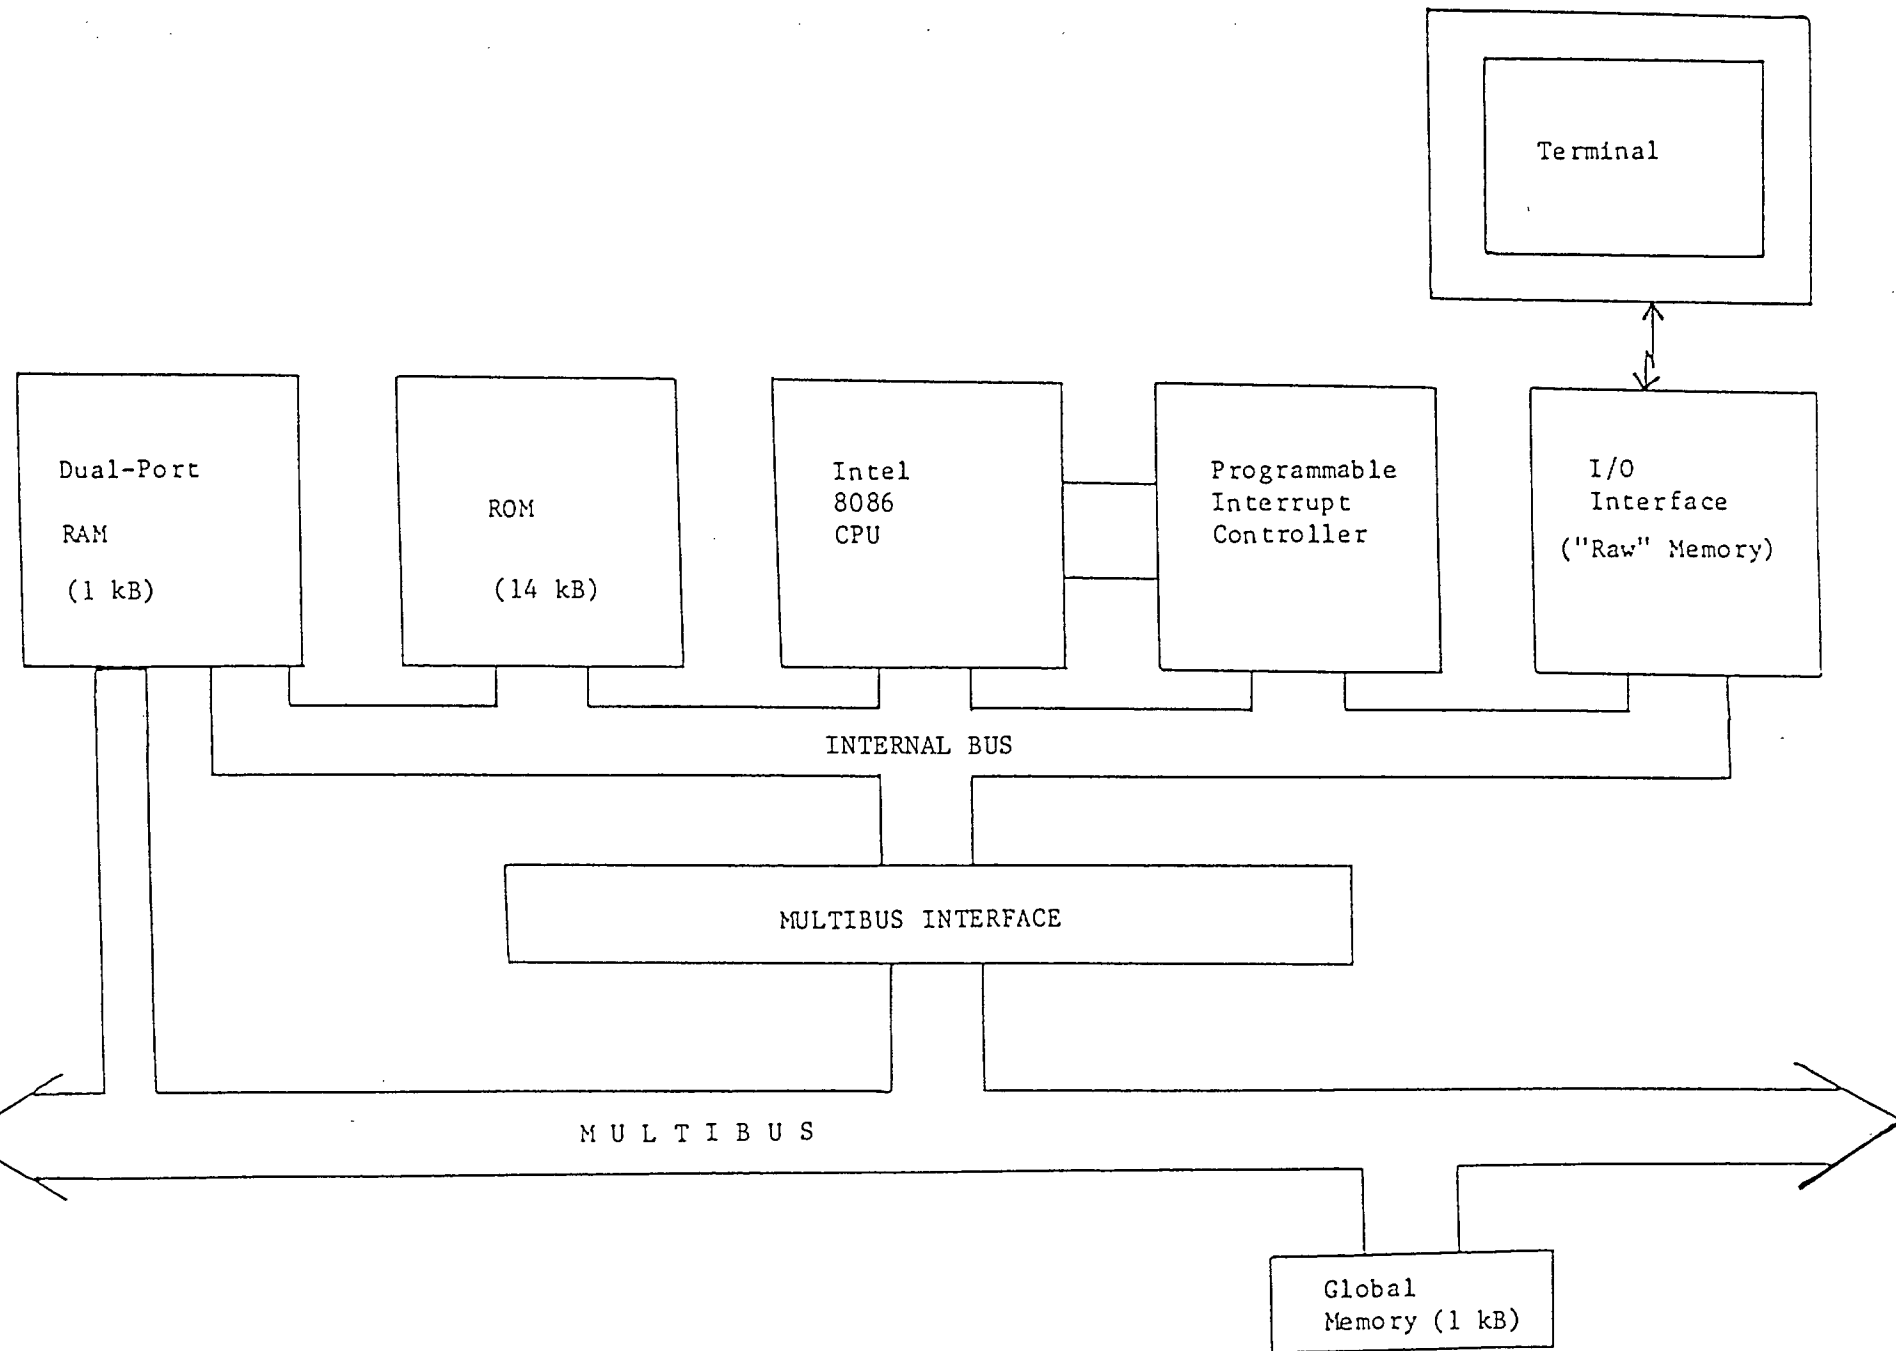 Terminal
Dual-Port
RAM
(1 kB)
ROM
(14 kB)
Intel
8086
CPU
Programmable
Interrupt
Controller
I/O
Interface
("Raw" Memory)
INTERNAL BUS
MULTIBUS INTERFACE
M U L T I B U S
Global
Memory (1 kB)